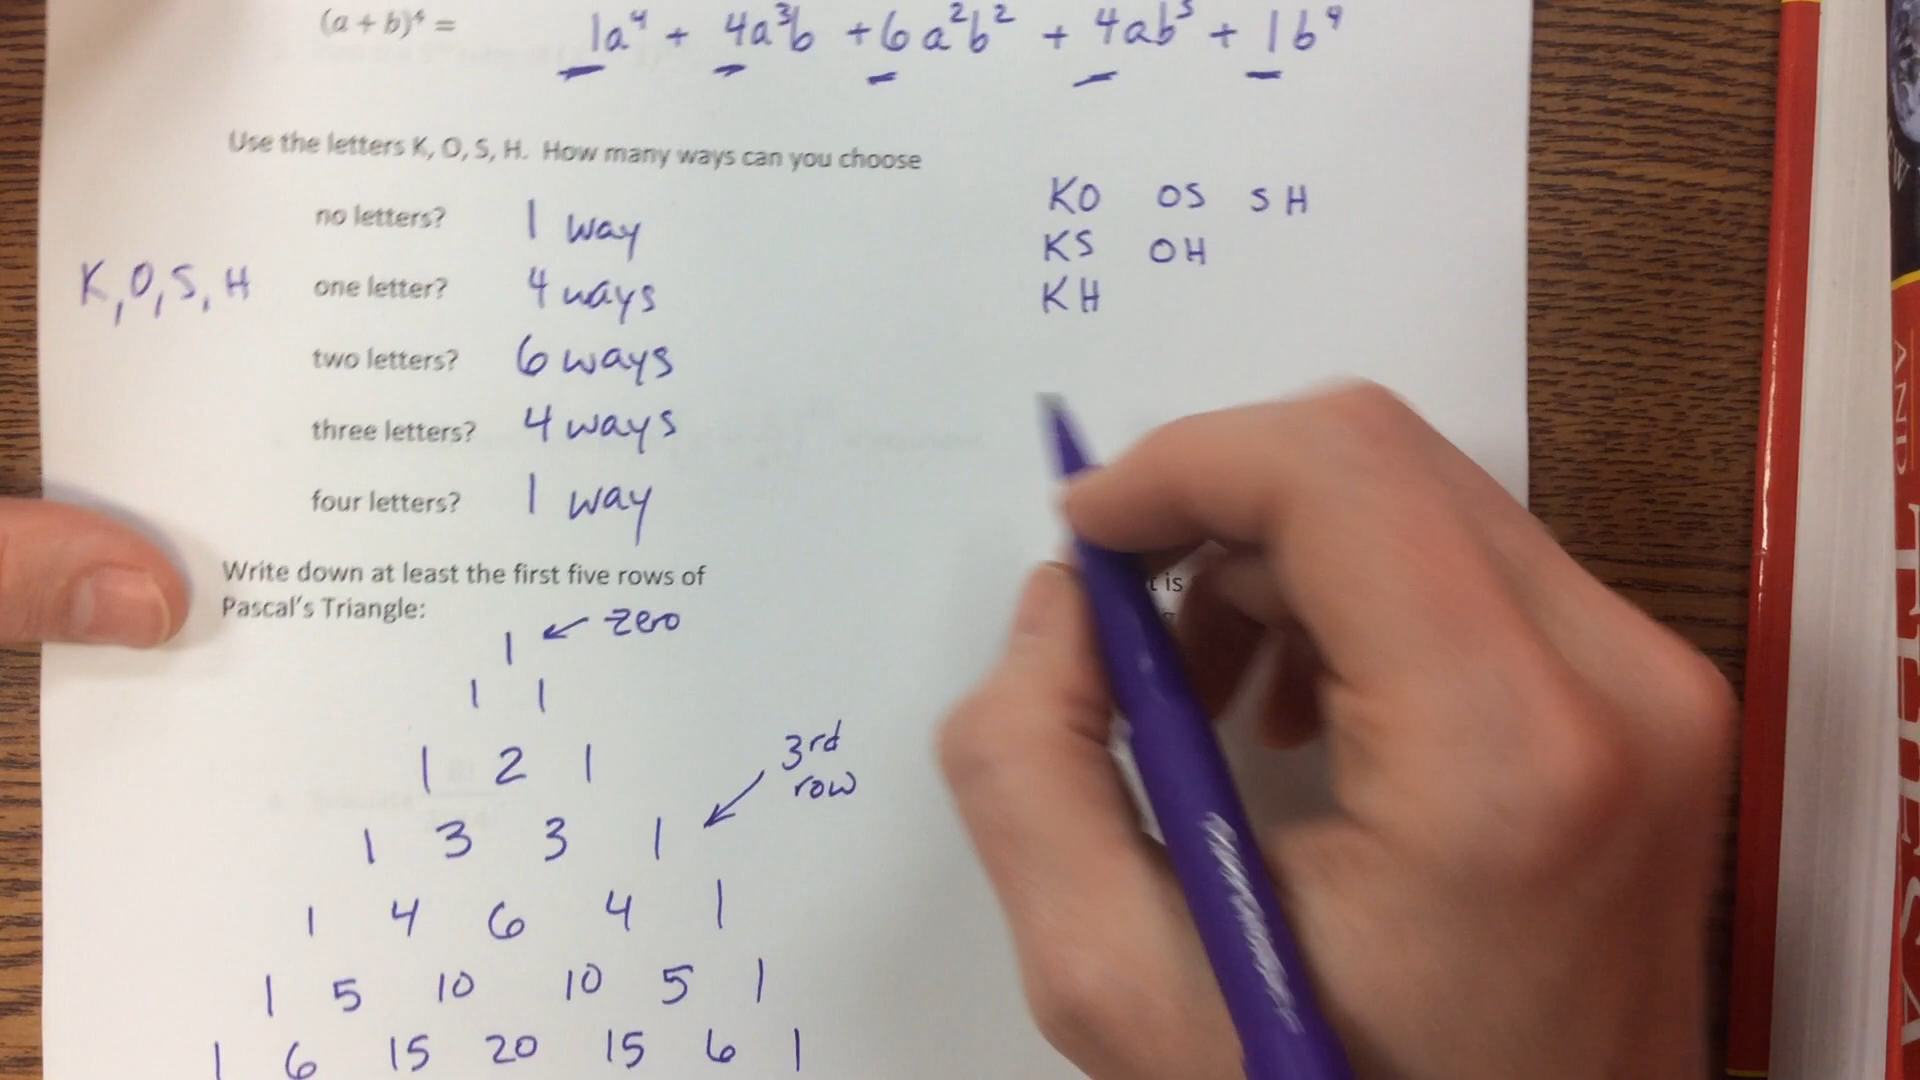 (a + b)⁴ = 1a⁴ + 4a³b + 6a²b² + 4ab³ + 1b⁴
Use the letters K, O, S, H. How many ways can you choose
no letters? 1 way
K, O, S, H one letter? 4 ways
two letters? 6 ways
three letters? 4 ways
four letters? 1 way
KO OS SH
KS OH
KH
Write down at least the first five rows of
Pascal's Triangle:
1 ← zero
1 1
1 2 1
3rd
row
1 3 3 1
1 4 6 4 1
1 5 10 10 5 1
1 6 15 20 15 6 1
is
AND